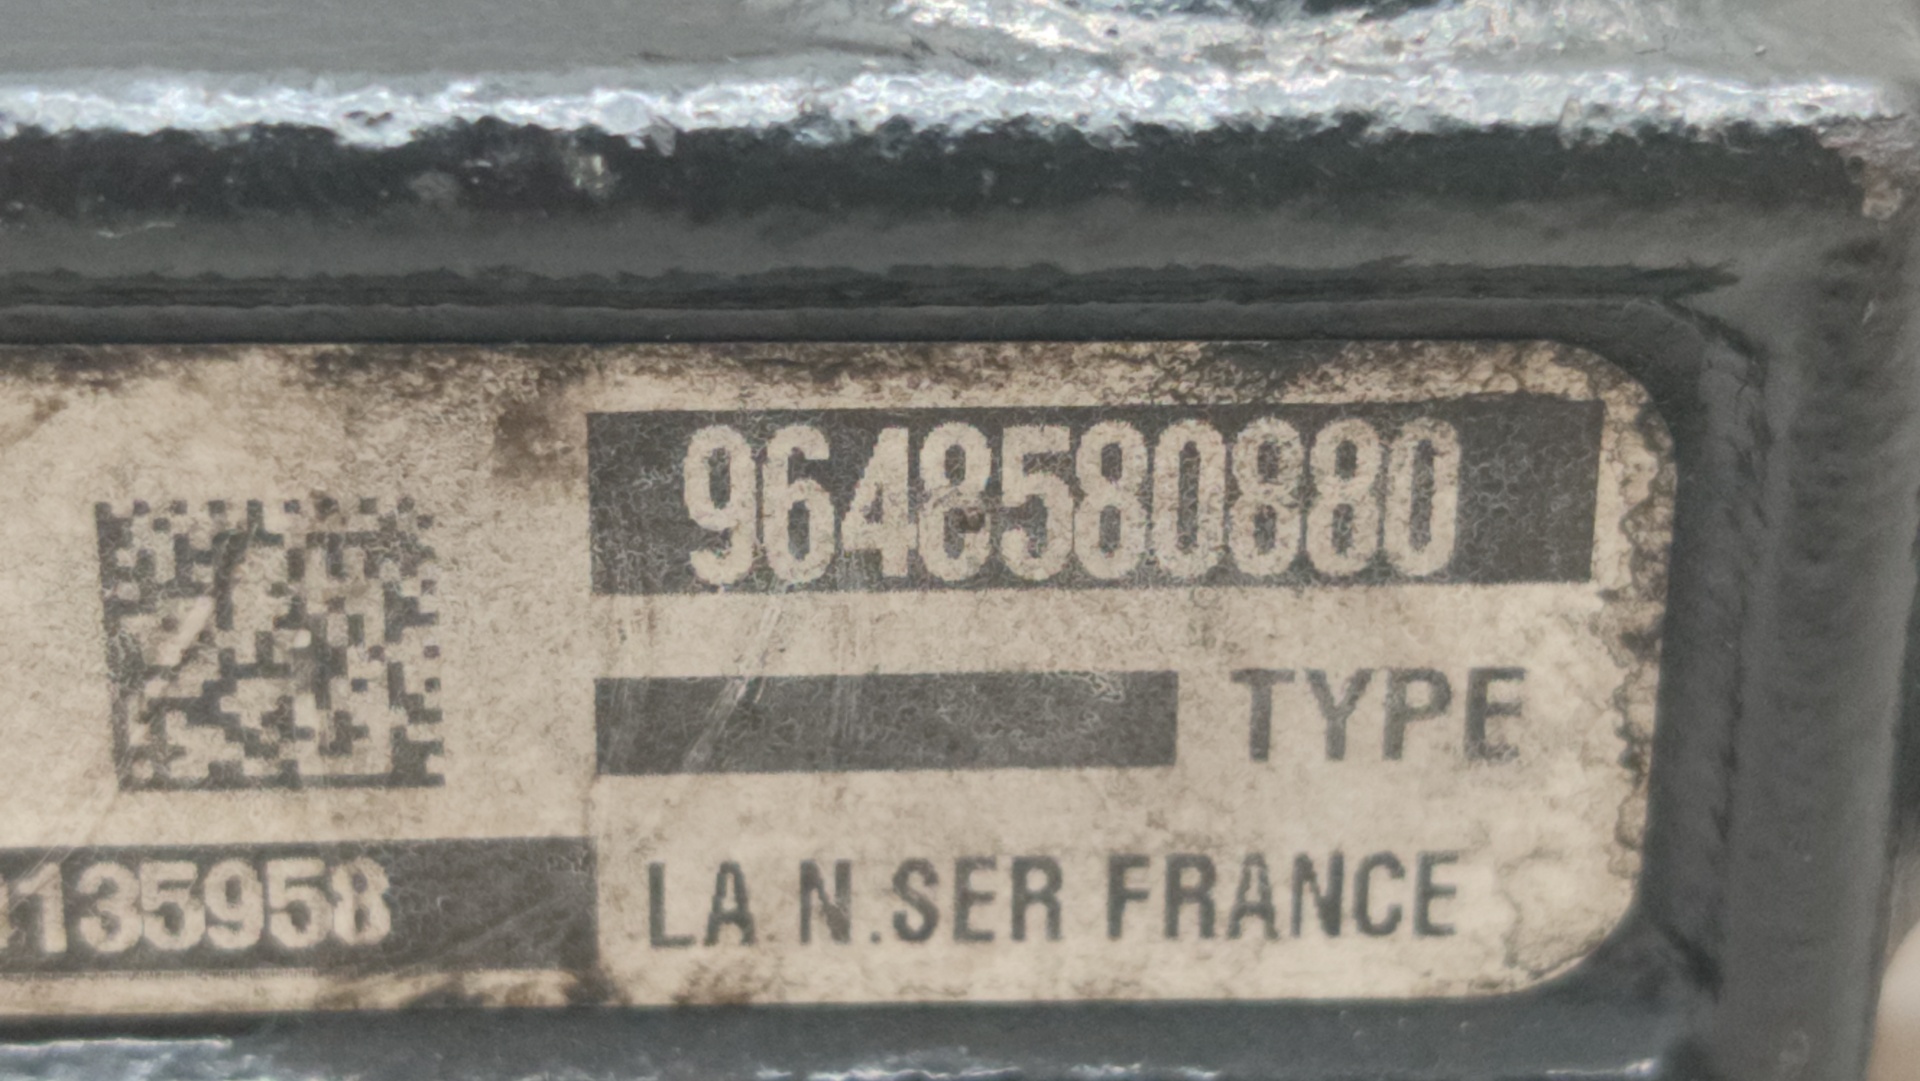 9648580880
TYPE
135958
LA N.SER FRANCE